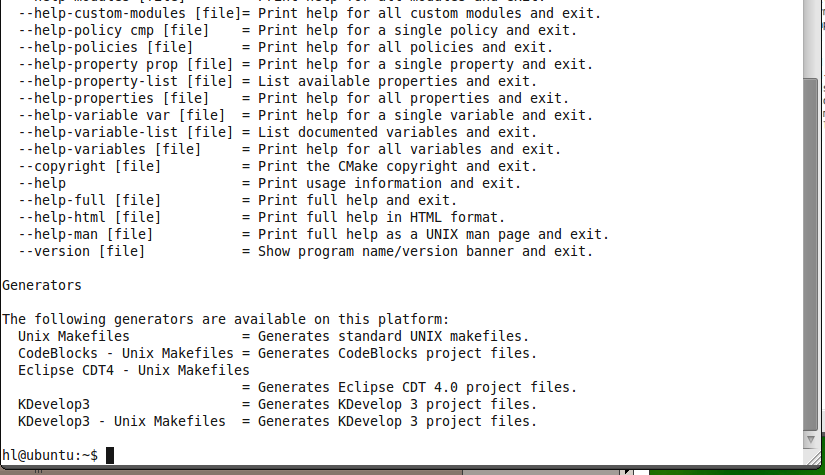 --help-custom-modules [file]= Print help for all custom modules and exit.
--help-policy cmp [file]    = Print help for a single policy and exit.
--help-policies [file]      = Print help for all policies and exit.
--help-property prop [file] = Print help for a single property and exit.
--help-property-list [file] = List available properties and exit.
--help-properties [file]    = Print help for all properties and exit.
--help-variable var [file]  = Print help for a single variable and exit.
--help-variable-list [file] = List documented variables and exit.
--help-variables [file]     = Print help for all variables and exit.
--copyright [file]          = Print the CMake copyright and exit.
--help                      = Print usage information and exit.
--help-full [file]          = Print full help and exit.
--help-html [file]          = Print full help in HTML format.
--help-man [file]           = Print full help as a UNIX man page and exit.
--version [file]            = Show program name/version banner and exit.
Generators
The following generators are available on this platform:
Unix Makefiles              = Generates standard UNIX makefiles.
CodeBlocks - Unix Makefiles = Generates CodeBlocks project files.
Eclipse CDT4 - Unix Makefiles
= Generates Eclipse CDT 4.0 project files.
KDevelop3                   = Generates KDevelop 3 project files.
KDevelop3 - Unix Makefiles  = Generates KDevelop 3 project files.
hl@ubuntu:~$